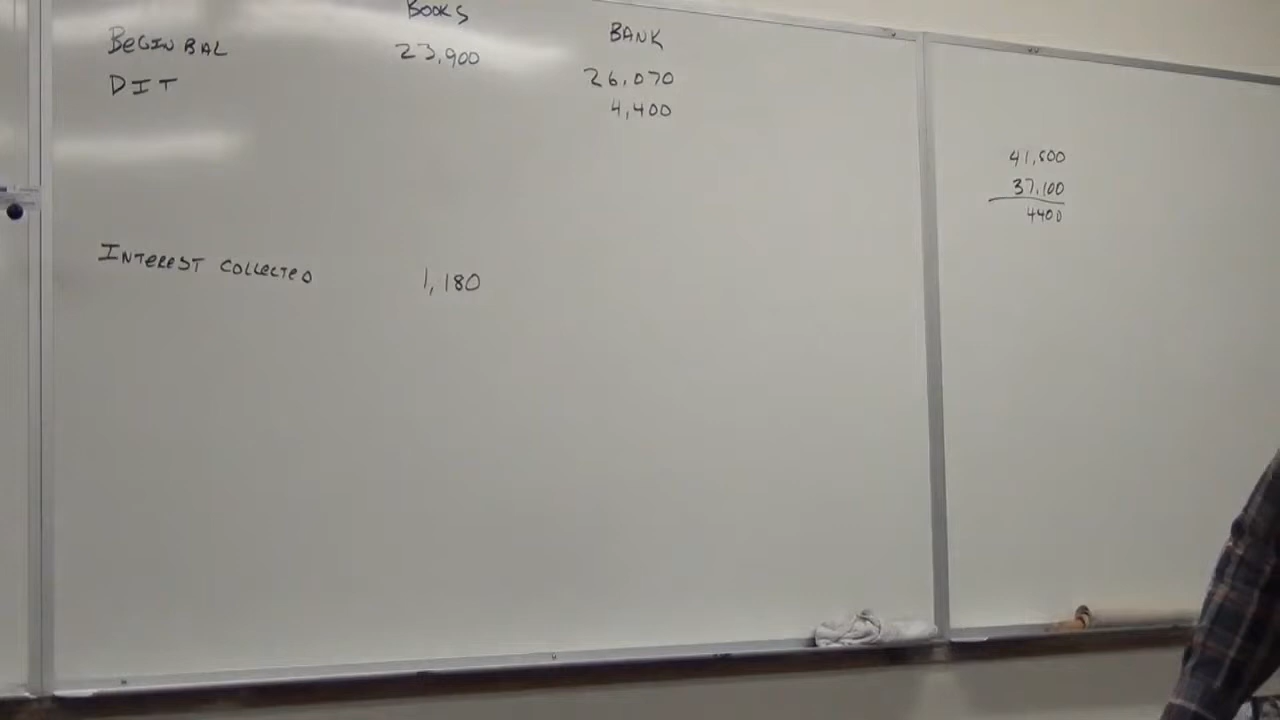 BOOKS BANK
BEGIN BAL 23,900 26,070
DIT 4,400
INTEREST COLLECTED 1,180
41,500
37,100
4400